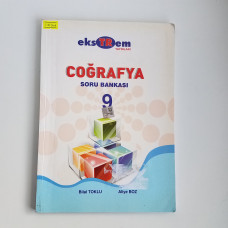 eksTRem
COĞRAFYA
SORU BANKASI
9
Bilal TOKLU Aliye BOZ